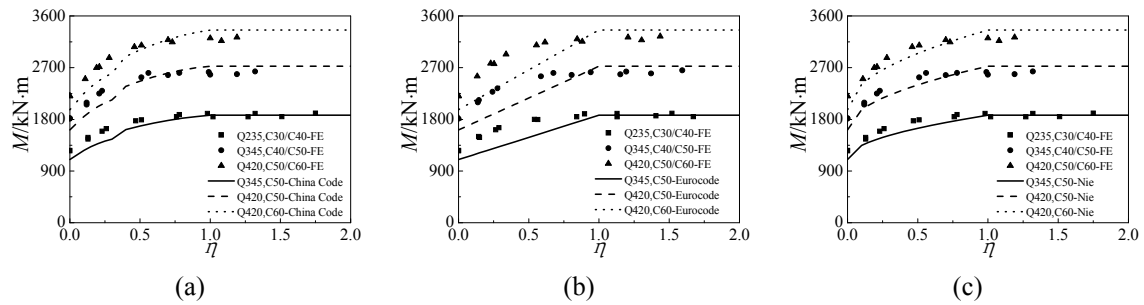 3600
2700
1800
900
0
M/kN·m
Q235,C30/C40-FE
Q345,C40/C50-FE
Q420,C50/C60-FE
Q345,C50-China Code
Q420,C50-China Code
Q420,C60-China Code
0.0 0.5 1.0 1.5 2.0
η
(a)
3600
2700
1800
900
0
M/kN·m
Q235,C30/C40-FE
Q345,C40/C50-FE
Q420,C50/C60-FE
Q345,C50-Eurocode
Q420,C50-Eurocode
Q420,C60-Eurocode
0.0 0.5 1.0 1.5 2.0
η
(b)
3600
2700
1800
900
0
M/kN·m
Q235,C30/C40-FE
Q345,C40/C50-FE
Q420,C50/C60-FE
Q345,C50-Nie
Q420,C50-Nie
Q420,C60-Nie
0.0 0.5 1.0 1.5 2.0
η
(c)